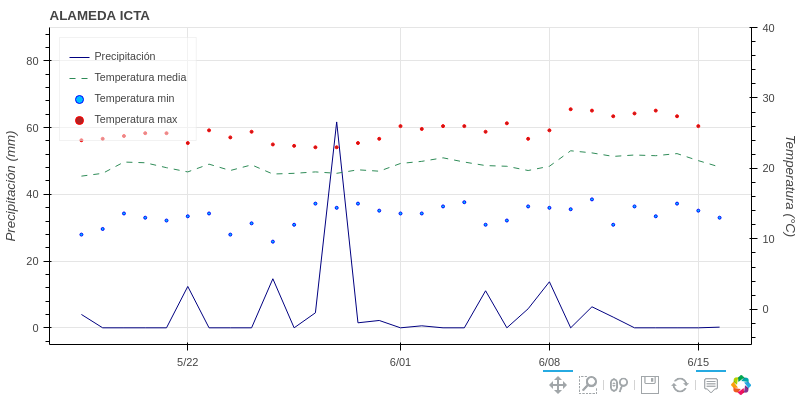 ALAMEDA ICTA
Precipitación
Temperatura media
Temperatura min
Temperatura max
Precipitación (mm)
80
60
40
20
0
Temperatura (°C)
40
30
20
10
0
5/22
6/01
6/08
6/15